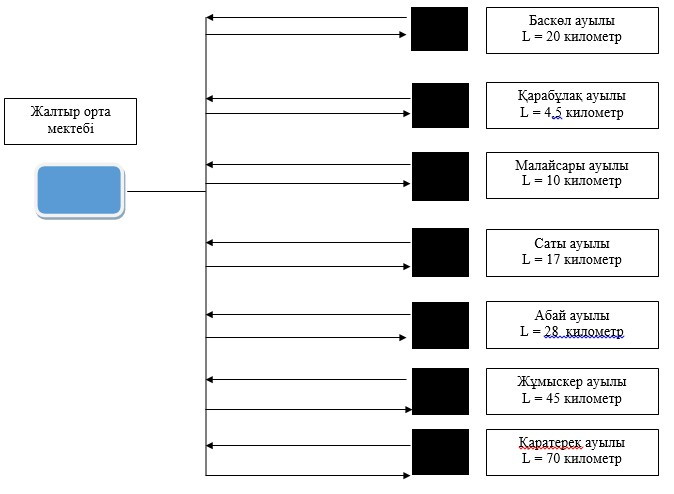 Баскөл ауылы
L = 20 километр
Қарабұлақ ауылы
L = 4,5 километр
Жалтыр орта
мектебі
Малайсары ауылы
L = 10 километр
Саты ауылы
L = 17 километр
Абай ауылы
L = 28 километр
Жұмыскер ауылы
L = 45 километр
Қаратерек ауылы
L = 70 километр